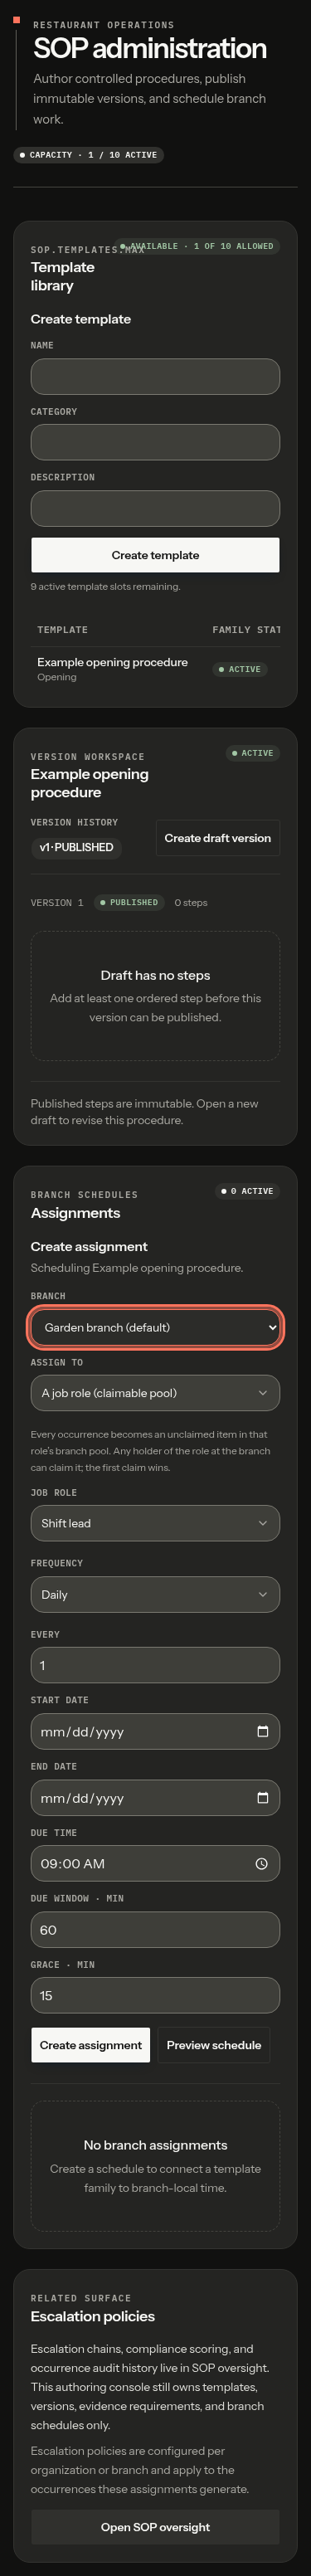 RESTAURANT OPERATIONS
SOP administration
Author controlled procedures, publish
immutable versions, and schedule branch
work.
CAPACITY · 1 / 10 ACTIVE
SOP.TEMPLATES.MAX
AVAILABLE · 1 OF 10 ALLOWED
Template
library
Create template
NAME
CATEGORY
DESCRIPTION
Create template
9 active template slots remaining.
TEMPLATE FAMILY STAT
Example opening procedure
Opening
ACTIVE
VERSION WORKSPACE
ACTIVE
Example opening
procedure
VERSION HISTORY
v1 · PUBLISHED
Create draft version
VERSION 1 PUBLISHED 0 steps
Draft has no steps
Add at least one ordered step before this
version can be published.
Published steps are immutable. Open a new
draft to revise this procedure.
BRANCH SCHEDULES
0 ACTIVE
Assignments
Create assignment
Scheduling Example opening procedure.
BRANCH
Garden branch (default)
ASSIGN TO
A job role (claimable pool)
Every occurrence becomes an unclaimed item in that
role's branch pool. Any holder of the role at the branch
can claim it; the first claim wins.
JOB ROLE
Shift lead
FREQUENCY
Daily
EVERY
1
START DATE
mm/dd/yyyy
END DATE
mm/dd/yyyy
DUE TIME
09:00 AM
DUE WINDOW · MIN
60
GRACE · MIN
15
Create assignment Preview schedule
No branch assignments
Create a schedule to connect a template
family to branch-local time.
RELATED SURFACE
Escalation policies
Escalation chains, compliance scoring, and
occurrence audit history live in SOP oversight.
This authoring console still owns templates,
versions, evidence requirements, and branch
schedules only.
Escalation policies are configured per
organization or branch and apply to the
occurrences these assignments generate.
Open SOP oversight